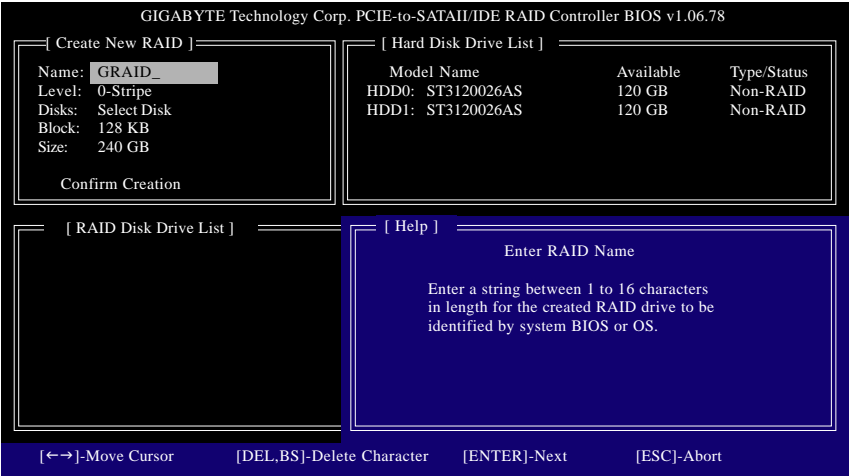 GIGABYTE Technology Corp. PCIE-to-SATAII/IDE RAID Controller BIOS v1.06.78
[ Create New RAID ]
Name: GRAID_
Level: 0-Stripe
Disks: Select Disk
Block: 128 KB
Size: 240 GB
Confirm Creation
[ Hard Disk Drive List ]
Model Name Available Type/Status
HDD0: ST3120026AS 120 GB Non-RAID
HDD1: ST3120026AS 120 GB Non-RAID
[ RAID Disk Drive List ]
[ Help ]
Enter RAID Name
Enter a string between 1 to 16 characters
in length for the created RAID drive to be
identified by system BIOS or OS.
[←→]-Move Cursor [DEL,BS]-Delete Character [ENTER]-Next [ESC]-Abort